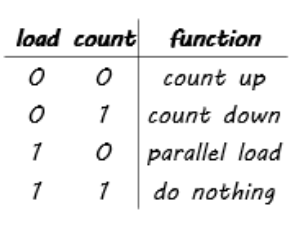 load count function
0 0 count up
0 1 count down
1 0 parallel load
1 1 do nothing